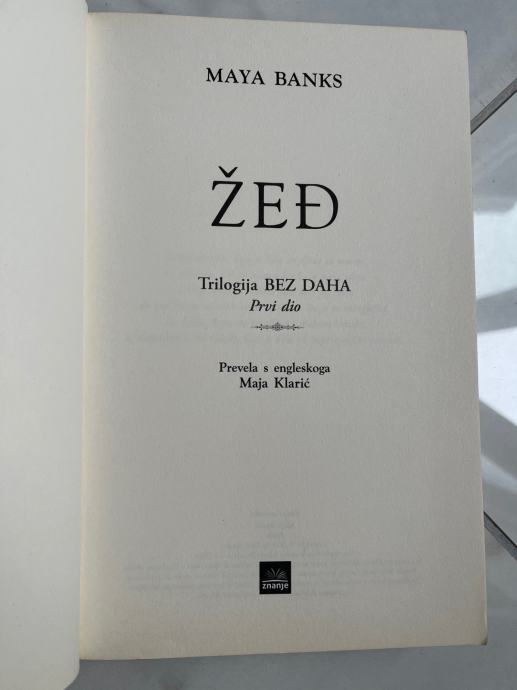 MAYA BANKS
ŽEĐ
Trilogija BEZ DAHA
Prvi dio
Prevela s engleskoga
Maja Klarić
znanje